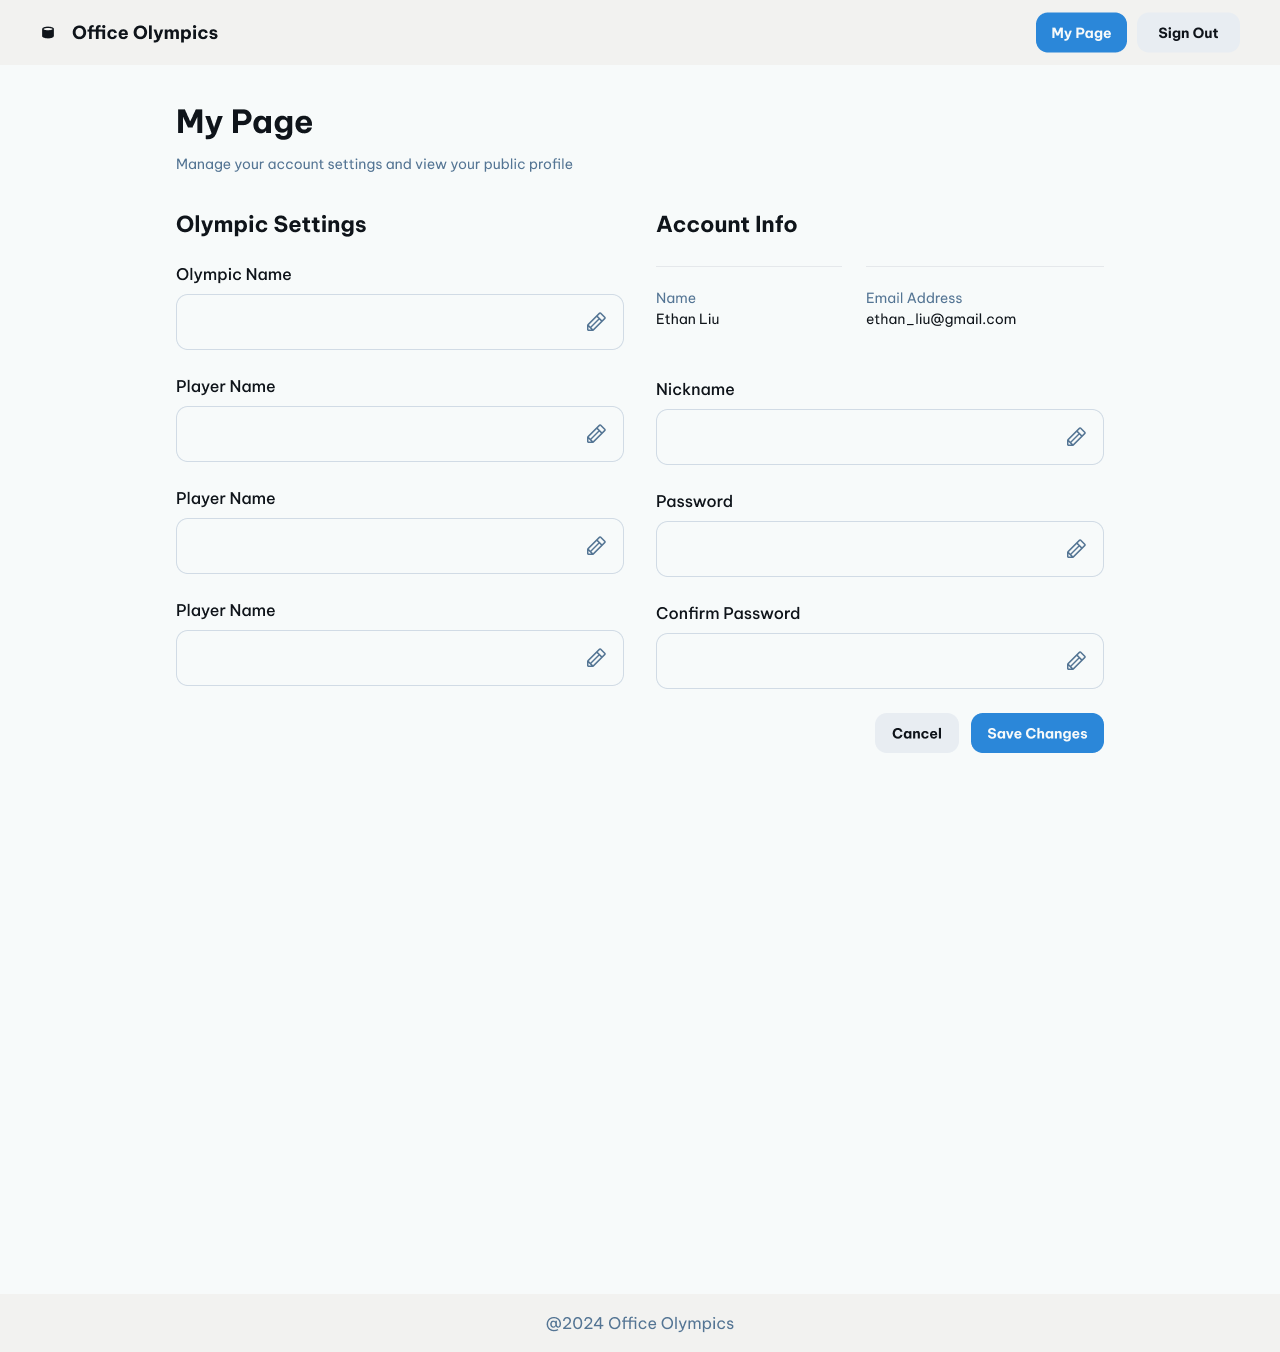 Office Olympics
My Page
Sign Out
My Page
Manage your account settings and view your public profile
Olympic Settings
Olympic Name
Player Name
Player Name
Player Name
Account Info
Name
Ethan Liu
Email Address
ethan_liu@gmail.com
Nickname
Password
Confirm Password
Cancel
Save Changes
@2024 Office Olympics